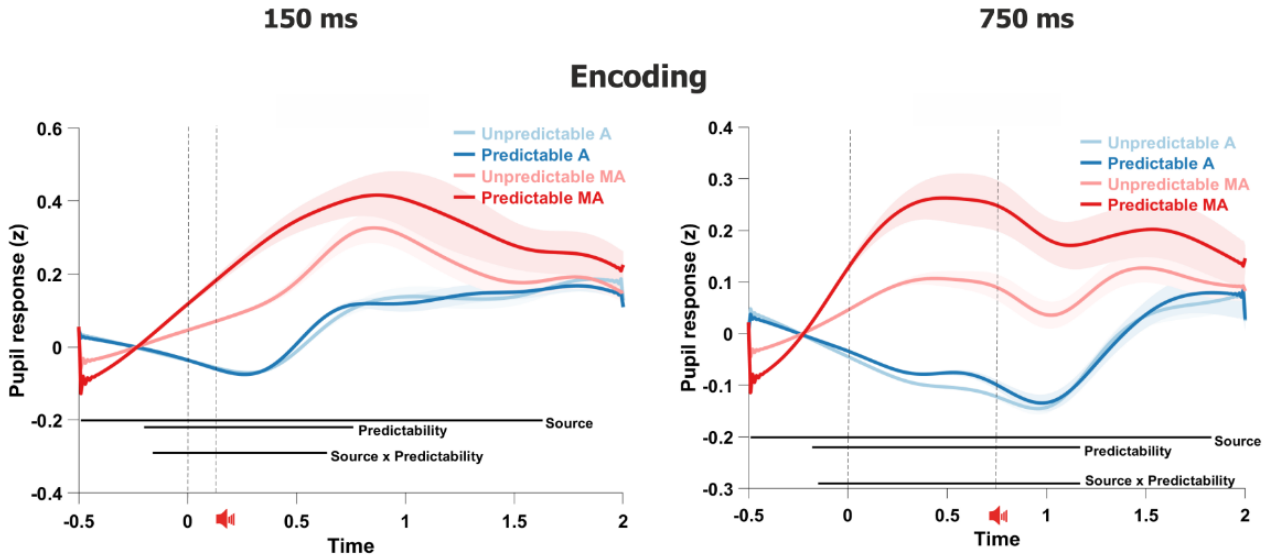 150 ms
750 ms
Encoding
Unpredictable A
Predictable A
Unpredictable MA
Predictable MA
Pupil response (z)
0.6
0.4
0.2
0
-0.2
-0.4
Source
Predictability
Source x Predictability
-0.5
0
0.5
1
1.5
2
Time
Unpredictable A
Predictable A
Unpredictable MA
Predictable MA
Pupil response (z)
0.4
0.3
0.2
0.1
0
-0.1
-0.2
-0.3
Source
Predictability
Source x Predictability
-0.5
0
0.5
1
1.5
2
Time